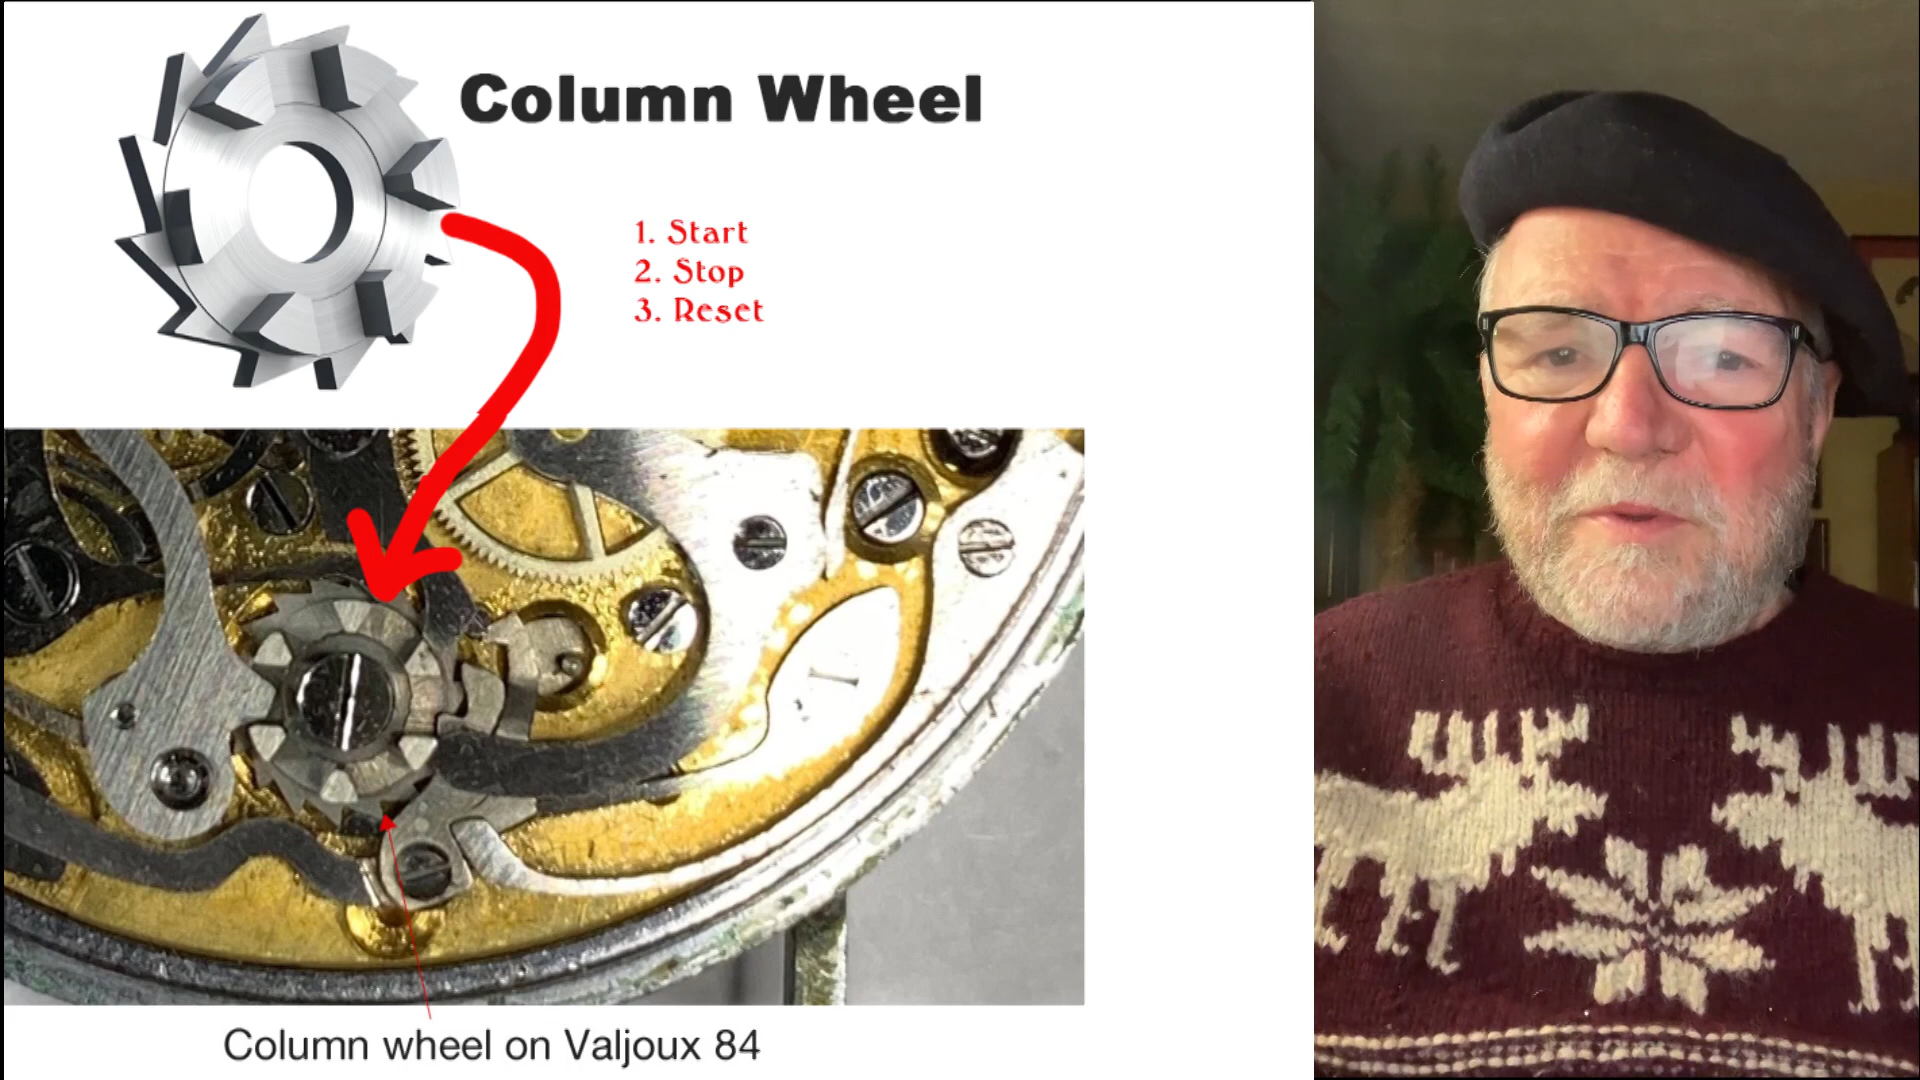 Column Wheel
1. Start
2. Stop
3. Reset
Column wheel on Valjoux 84